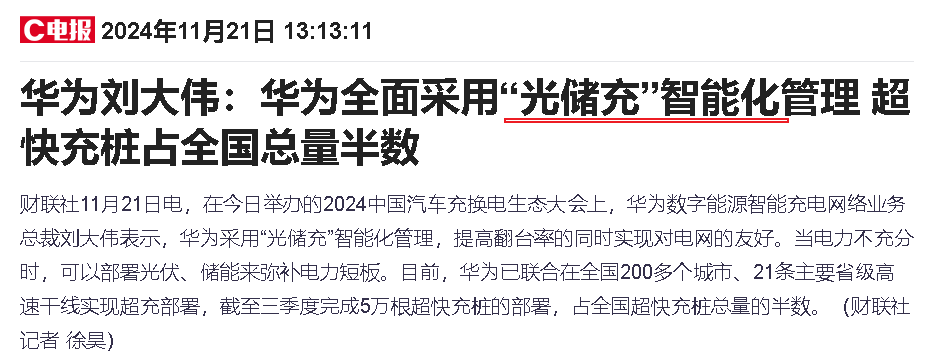 C电报 2024年11月21日 13:13:11
华为刘大伟：华为全面采用“光储充”智能化管理 超
快充桩占全国总量半数
财联社11月21日电，在今日举办的2024中国汽车充换电生态大会上，华为数字能源智能充电网络业务
总裁刘大伟表示，华为采用“光储充”智能化管理，提高翻台率的同时实现对电网的友好。当电力不充分
时，可以部署光伏、储能来弥补电力短板。目前，华为已联合在全国200多个城市、21条主要省级高
速干线实现超充部署，截至三季度完成5万根超快充桩的部署，占全国超快充桩总量的半数。（财联社
记者 徐昊）